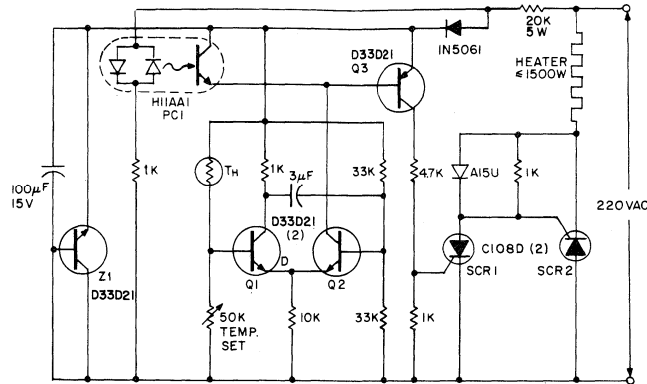 20K
5W
1N5061
D33D21
Q3
HEATER
≤1500W
H11AA1
PC1
TH
1K
1K
3µF
33K
4.7K
A15U
1K
100µF
15V
220VAC
D33D21
(2)
C108D (2)
D
SCR1
SCR2
Z1
D33D21
Q1
Q2
50K
TEMP.
SET
10K
33K
1K